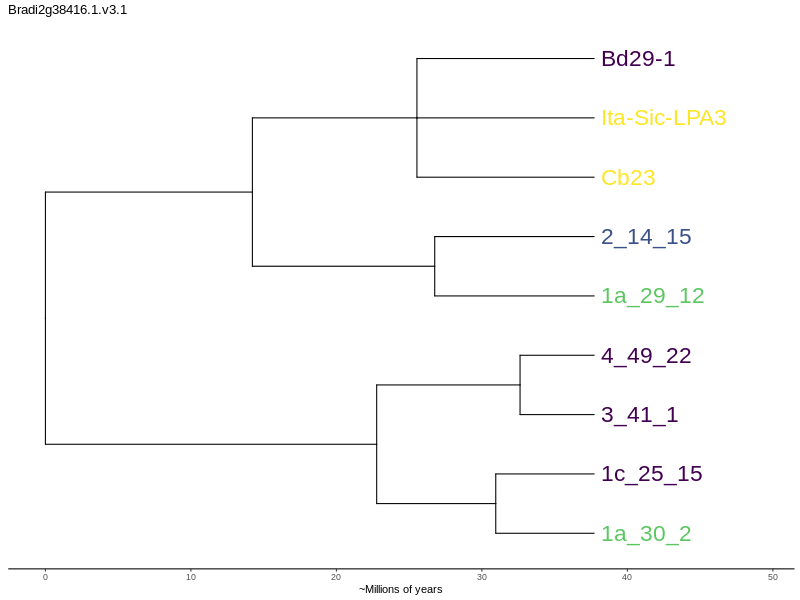 Bradi2g38416.1.v3.1
Bd29-1
Ita-Sic-LPA3
Cb23
2_14_15
1a_29_12
4_49_22
3_41_1
1c_25_15
1a_30_2
0 10 20 30 40 50
~Millions of years